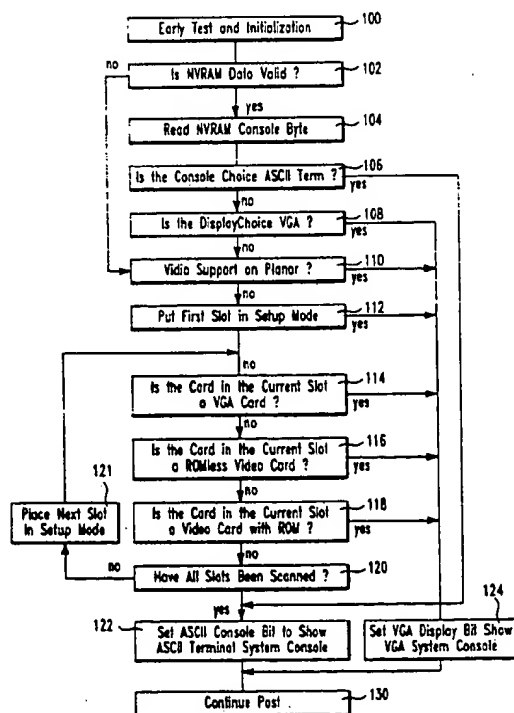 Early Test and Initialization
100
no
Is NVRAM Data Valid ?
102
yes
Read NVRAM Console Byte
104
106
Is the Console Choice ASCII Term ?
yes
no
Is the DisplayChoice VGA ?
108
yes
no
Vidio Support on Planar ?
110
yes
no
Put First Slot in Setup Mode
112
yes
no
Is the Card in the Current Slot
a VGA Card ?
114
yes
no
Is the Card in the Current Slot
a ROMless Video Card ?
116
yes
121
no
Place Next Slot
In Setup Mode
Is the Card in the Current Slot
a Video Card with ROM ?
118
yes
no
no
Have All Slots Been Scanned ?
120
yes
124
122
Set ASCII Console Bil to Show
ASCII Terminal System Console
Set VGA Display Bil Show
VGA System Console
Continue Post
130